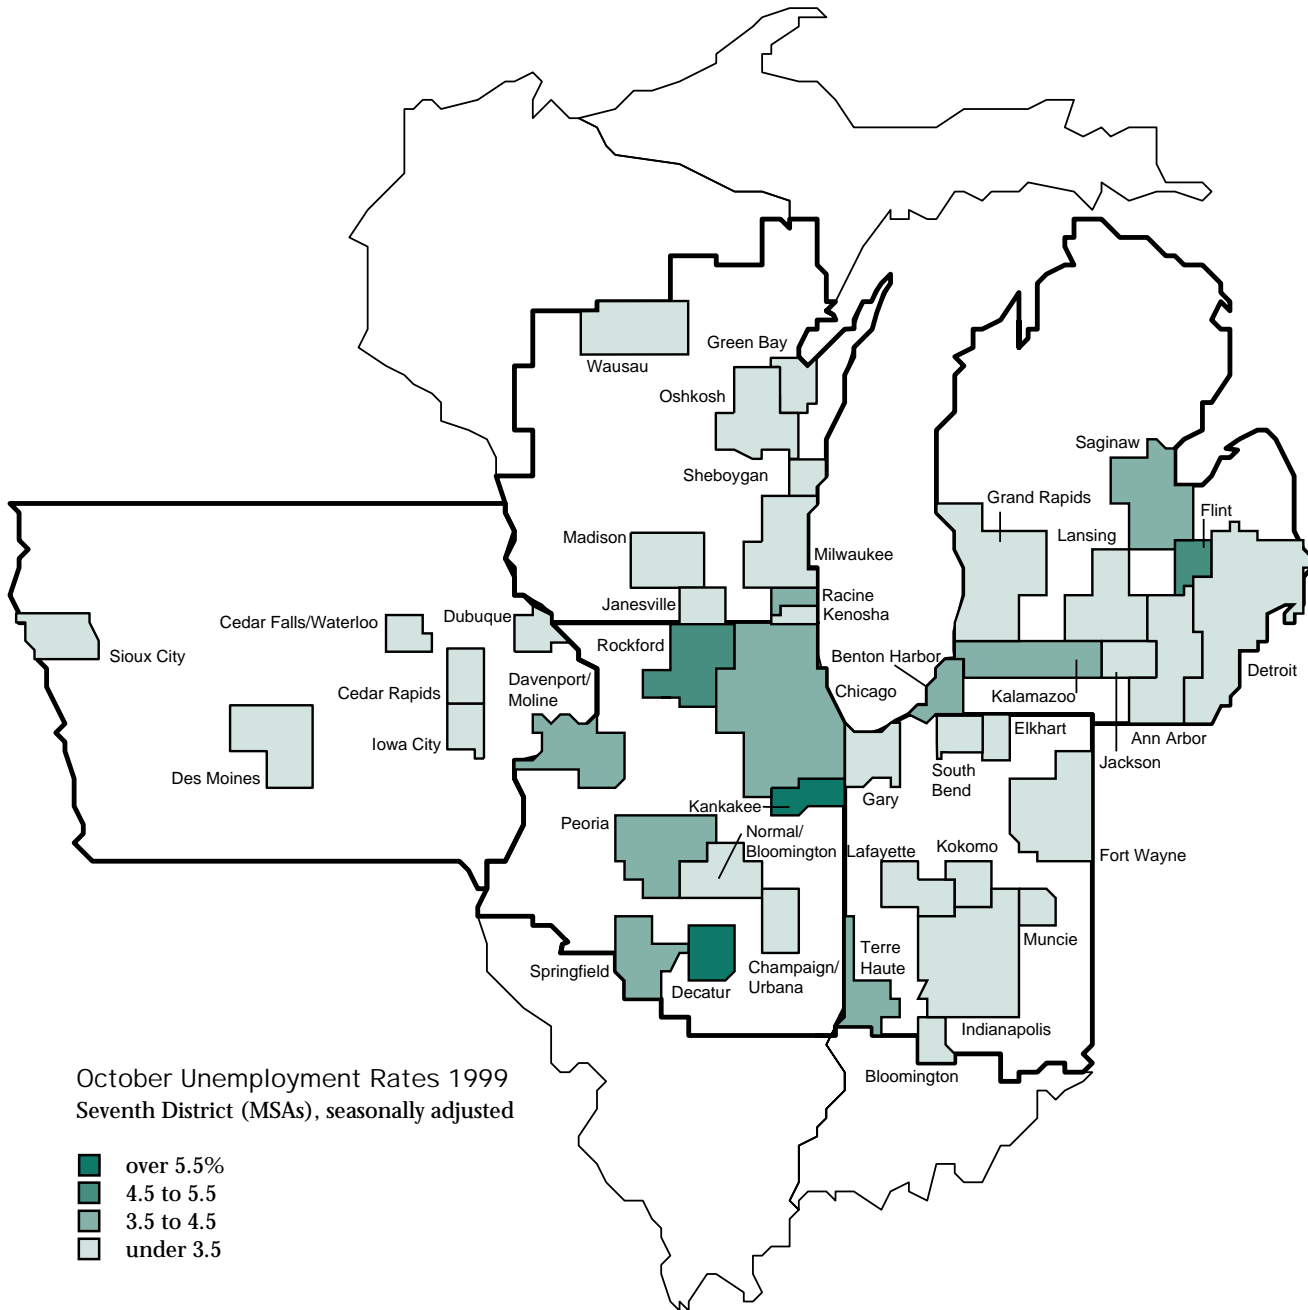 Green Bay
Wausau
Oshkosh
Saginaw
Sheboygan
Grand Rapids
Flint
Lansing
Madison
Milwaukee
Racine
Janesville
Kenosha
Cedar Falls/Waterloo
Dubuque
Sioux City
Rockford
Benton Harbor
Detroit
Davenport/
Moline
Cedar Rapids
Chicago
Kalamazoo
Iowa City
Elkhart
Ann Arbor
Jackson
Des Moines
South
Bend
Gary
Kankakee
Peoria
Normal/
Bloomington
Lafayette
Kokomo
Fort Wayne
Muncie
Terre
Haute
Springfield
Decatur
Champaign/
Urbana
Indianapolis
Bloomington
October Unemployment Rates 1999
Seventh District (MSAs), seasonally adjusted
over 5.5%
4.5 to 5.5
3.5 to 4.5
under 3.5